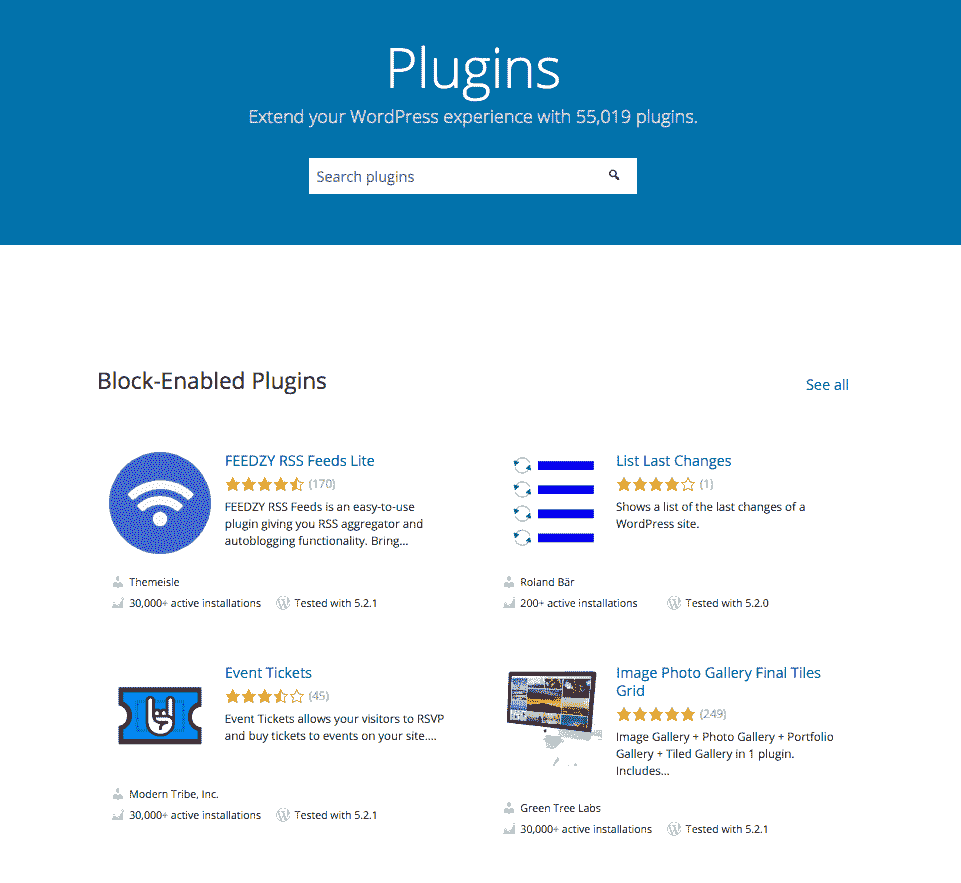 Plugins
Extend your WordPress experience with 55,019 plugins.
Search plugins
Block-Enabled Plugins
See all
FEEDZY RSS Feeds Lite
(170)
FEEDZY RSS Feeds is an easy-to-use
plugin giving you RSS aggregator and
autoblogging functionality. Bring...
Themeisle
30,000+ active installations
Tested with 5.2.1
List Last Changes
(1)
Shows a list of the last changes of a
WordPress site.
Roland Bär
200+ active installations
Tested with 5.2.0
Event Tickets
(45)
Event Tickets allows your visitors to RSVP
and buy tickets to events on your site....
Modern Tribe, Inc.
30,000+ active installations
Tested with 5.2.1
Image Photo Gallery Final Tiles
Grid
(249)
Image Gallery + Photo Gallery + Portfolio
Gallery + Tiled Gallery in 1 plugin.
Includes...
Green Tree Labs
30,000+ active installations
Tested with 5.2.1